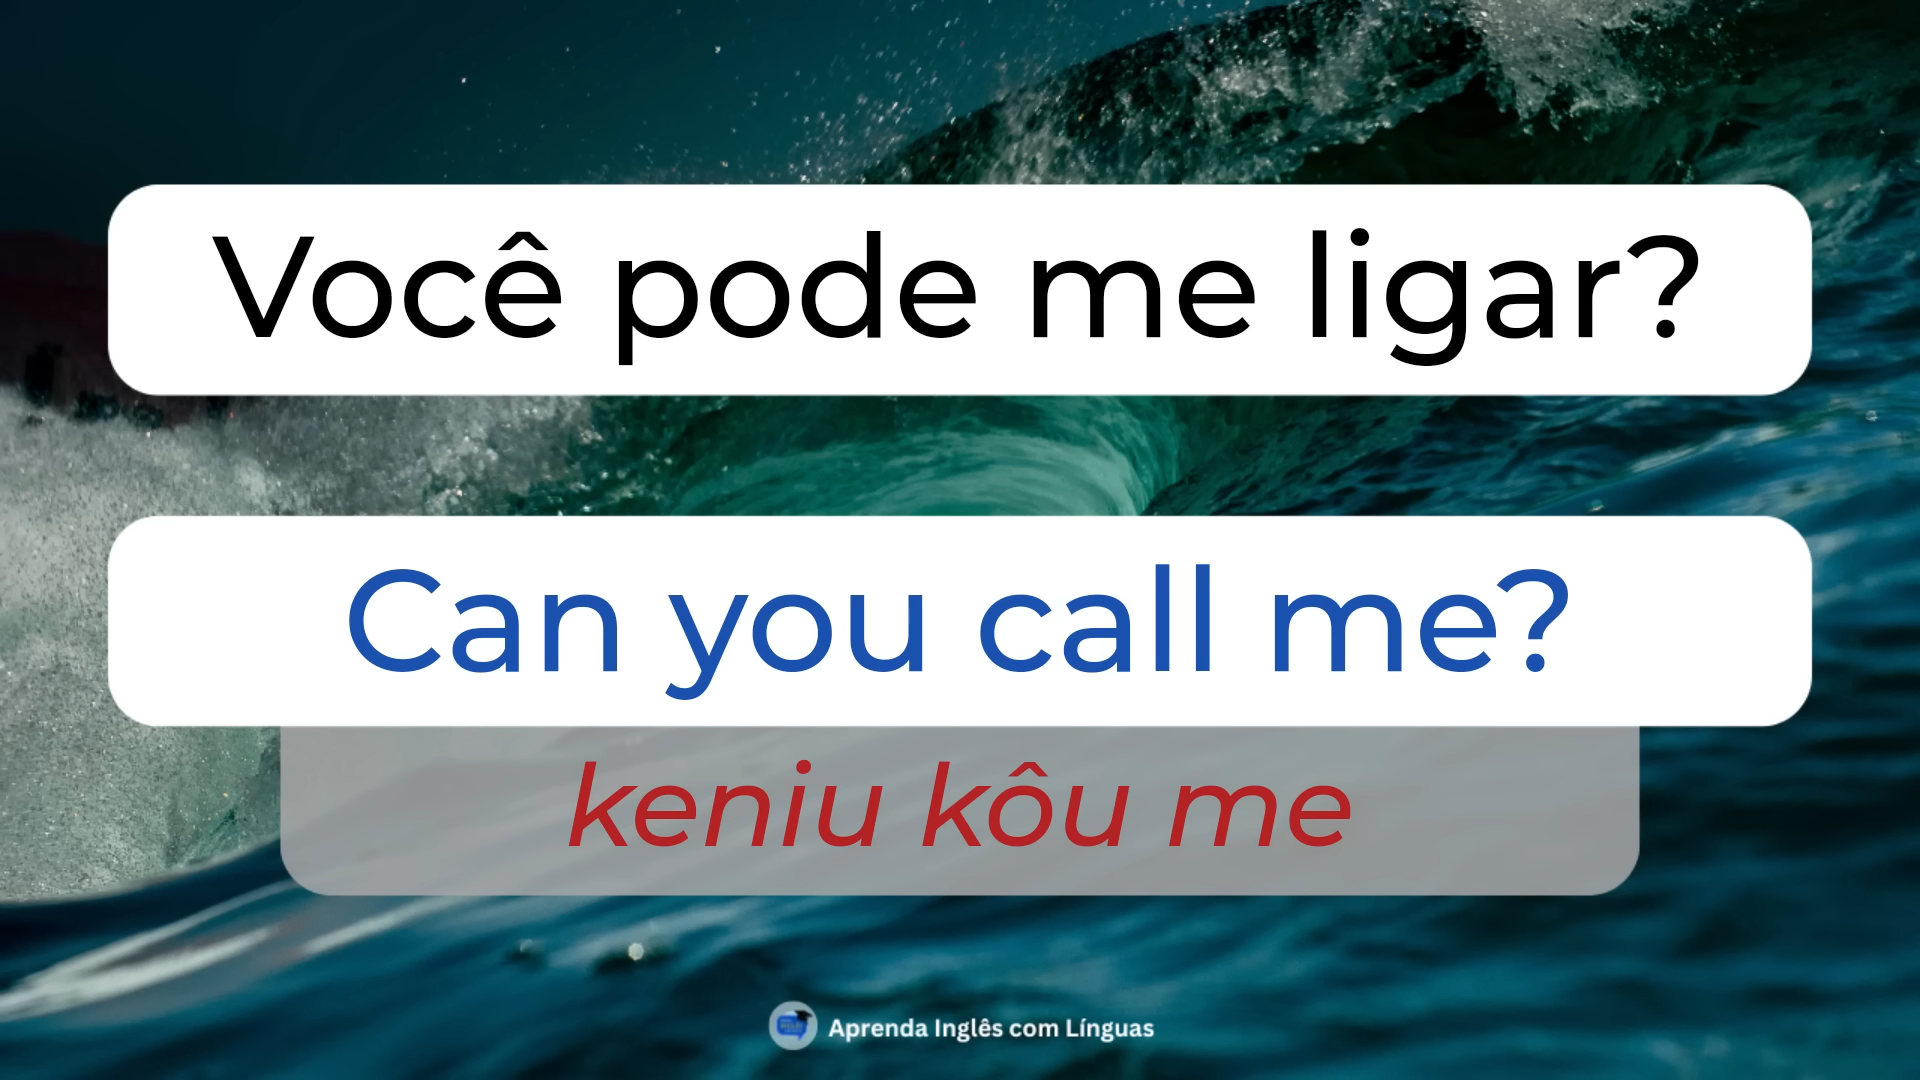 Você pode me ligar?
Can you call me?
keniu kôu me
Aprenda Inglês com Línguas